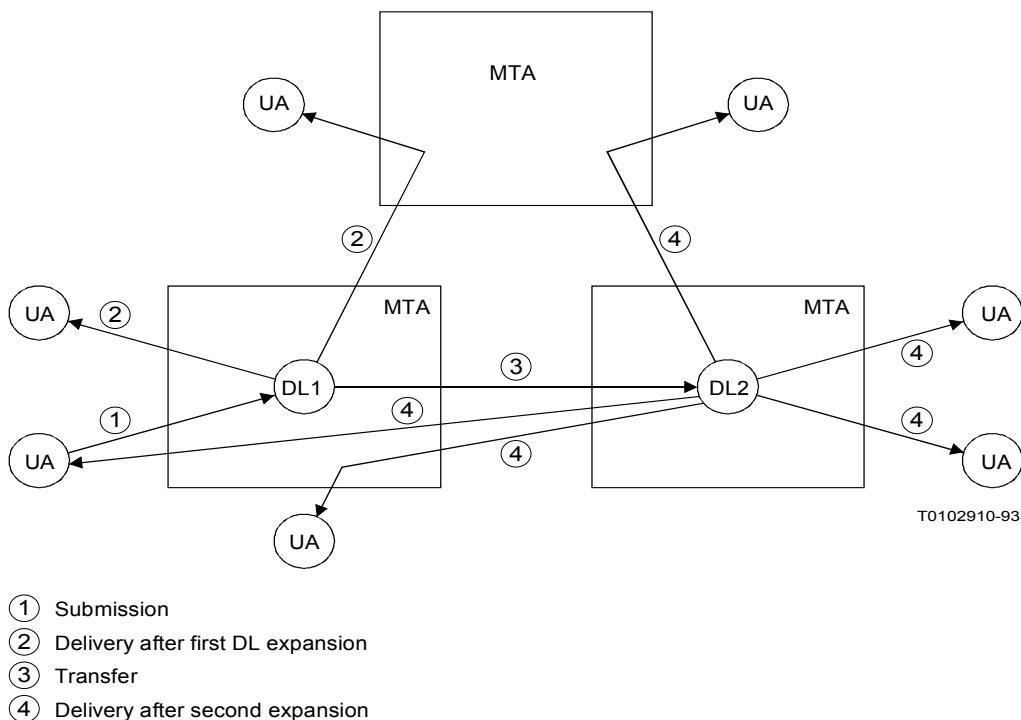 MTA
UA
UA
2
4
UA
2
MTA
MTA
UA
DL1
3
DL2
4
1
4
4
UA
4
UA
UA
T0102910-93
1 Submission
2 Delivery after first DL expansion
3 Transfer
4 Delivery after second expansion